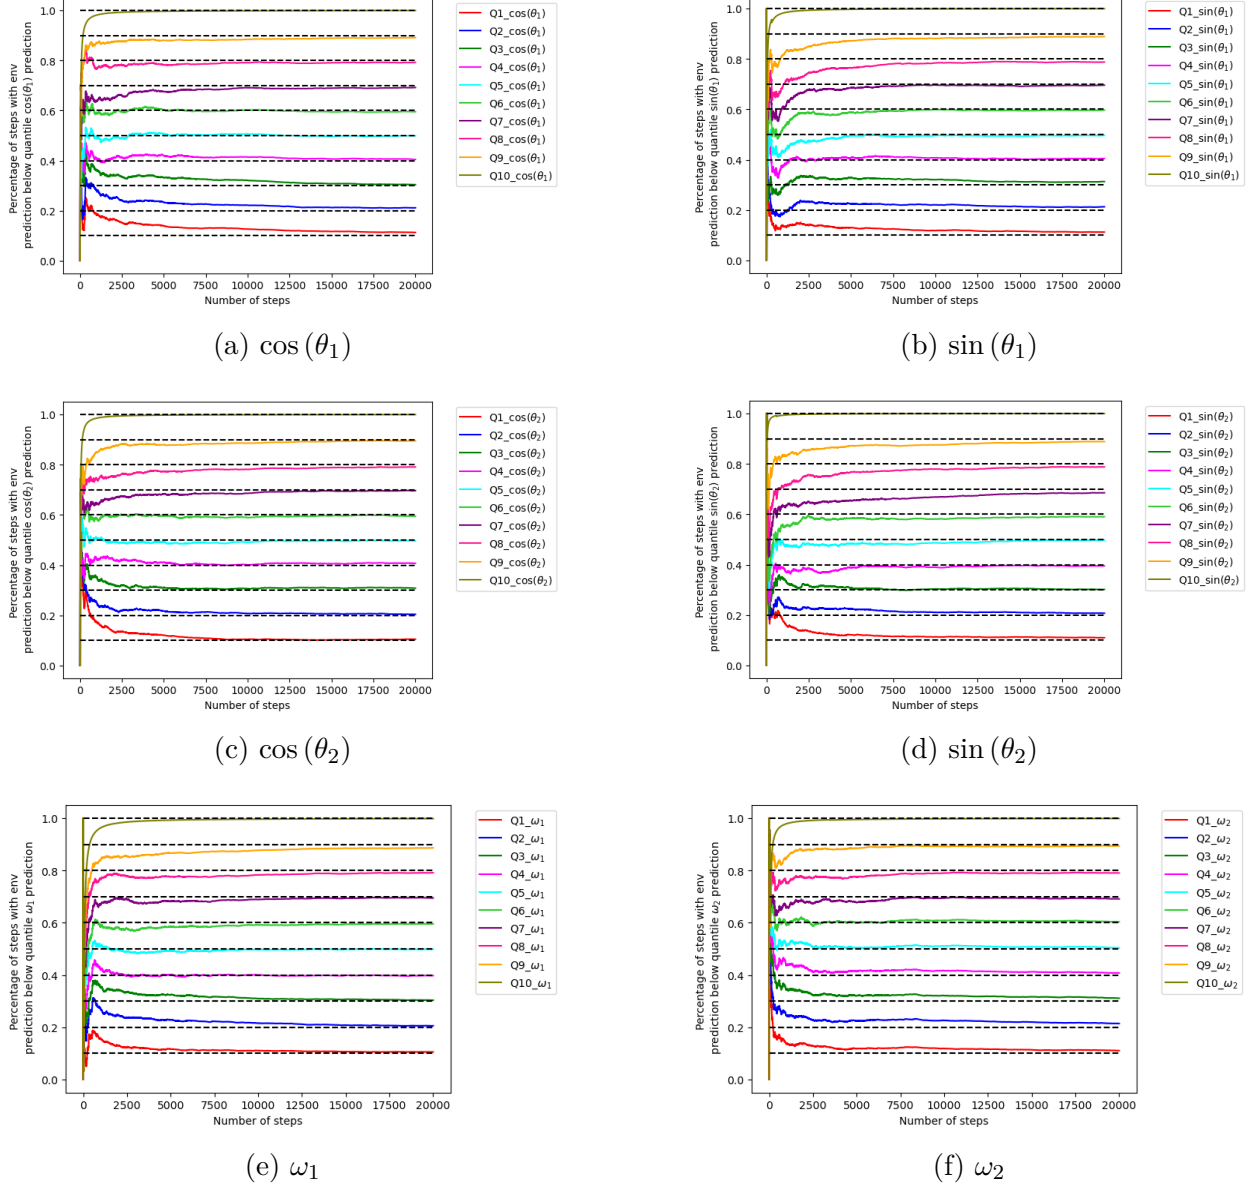 Percentage of steps with env
prediction below quantile cos(θ₁) prediction
1.0
0.8
0.6
0.4
0.2
0.0
0 2500 5000 7500 10000 12500 15000 17500 20000
Number of steps
Q1_cos(θ₁)
Q2_cos(θ₁)
Q3_cos(θ₁)
Q4_cos(θ₁)
Q5_cos(θ₁)
Q6_cos(θ₁)
Q7_cos(θ₁)
Q8_cos(θ₁)
Q9_cos(θ₁)
Q10_cos(θ₁)
(a) cos (θ₁)
Percentage of steps with env
prediction below quantile sin(θ₁) prediction
1.0
0.8
0.6
0.4
0.2
0.0
0 2500 5000 7500 10000 12500 15000 17500 20000
Number of steps
Q1_sin(θ₁)
Q2_sin(θ₁)
Q3_sin(θ₁)
Q4_sin(θ₁)
Q5_sin(θ₁)
Q6_sin(θ₁)
Q7_sin(θ₁)
Q8_sin(θ₁)
Q9_sin(θ₁)
Q10_sin(θ₁)
(b) sin (θ₁)
Percentage of steps with env
prediction below quantile cos(θ₂) prediction
1.0
0.8
0.6
0.4
0.2
0.0
0 2500 5000 7500 10000 12500 15000 17500 20000
Number of steps
Q1_cos(θ₂)
Q2_cos(θ₂)
Q3_cos(θ₂)
Q4_cos(θ₂)
Q5_cos(θ₂)
Q6_cos(θ₂)
Q7_cos(θ₂)
Q8_cos(θ₂)
Q9_cos(θ₂)
Q10_cos(θ₂)
(c) cos (θ₂)
Percentage of steps with env
prediction below quantile sin(θ₂) prediction
1.0
0.8
0.6
0.4
0.2
0.0
0 2500 5000 7500 10000 12500 15000 17500 20000
Number of steps
Q1_sin(θ₂)
Q2_sin(θ₂)
Q3_sin(θ₂)
Q4_sin(θ₂)
Q5_sin(θ₂)
Q6_sin(θ₂)
Q7_sin(θ₂)
Q8_sin(θ₂)
Q9_sin(θ₂)
Q10_sin(θ₂)
(d) sin (θ₂)
Percentage of steps with env
prediction below quantile ω₁ prediction
1.0
0.8
0.6
0.4
0.2
0.0
0 2500 5000 7500 10000 12500 15000 17500 20000
Number of steps
Q1_ω₁
Q2_ω₁
Q3_ω₁
Q4_ω₁
Q5_ω₁
Q6_ω₁
Q7_ω₁
Q8_ω₁
Q9_ω₁
Q10_ω₁
(e) ω₁
Percentage of steps with env
prediction below quantile ω₂ prediction
1.0
0.8
0.6
0.4
0.2
0.0
0 2500 5000 7500 10000 12500 15000 17500 20000
Number of steps
Q1_ω₂
Q2_ω₂
Q3_ω₂
Q4_ω₂
Q5_ω₂
Q6_ω₂
Q7_ω₂
Q8_ω₂
Q9_ω₂
Q10_ω₂
(f) ω₂